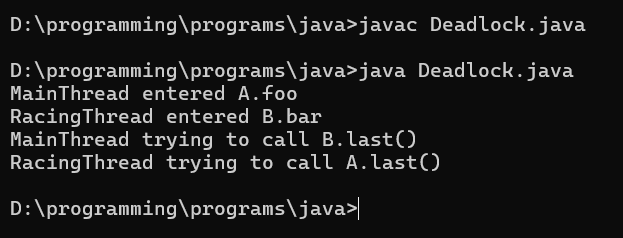 D:\programming\programs\java>javac Deadlock.java
D:\programming\programs\java>java Deadlock.java
MainThread entered A.foo
RacingThread entered B.bar
MainThread trying to call B.last()
RacingThread trying to call A.last()
D:\programming\programs\java>